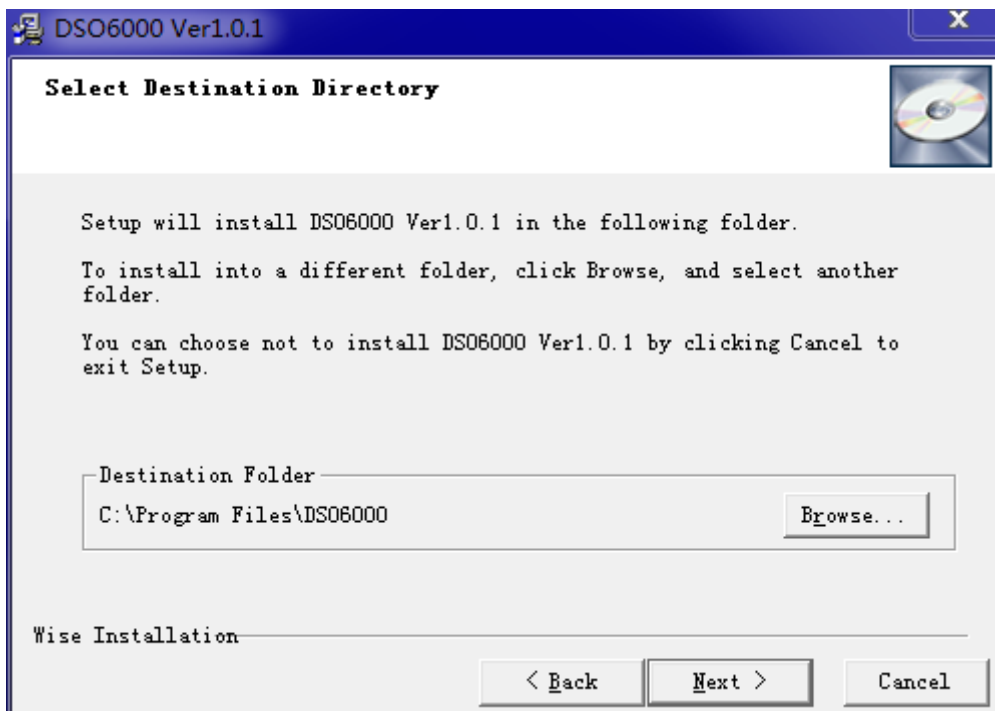 DSO6000 Ver1.0.1
X
Select Destination Directory
Setup will install DSO6000 Ver1.0.1 in the following folder.
To install into a different folder, click Browse, and select another
folder.
You can choose not to install DSO6000 Ver1.0.1 by clicking Cancel to
exit Setup.
Destination Folder
C:\Program Files\DSO6000
Browse...
Wise Installation
< Back
Next >
Cancel